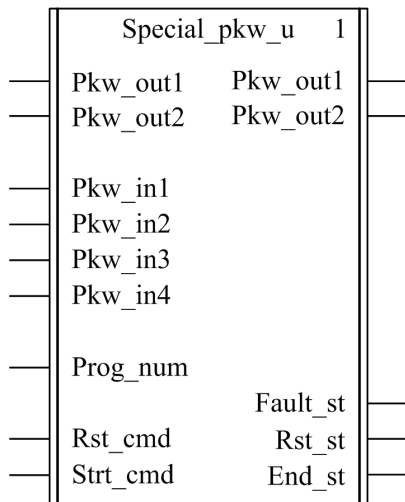 Special_pkw_u 1
Pkw_out1 Pkw_out1
Pkw_out2 Pkw_out2
Pkw_in1
Pkw_in2
Pkw_in3
Pkw_in4
Prog_num
Fault_st
Rst_cmd Rst_st
Strt_cmd End_st